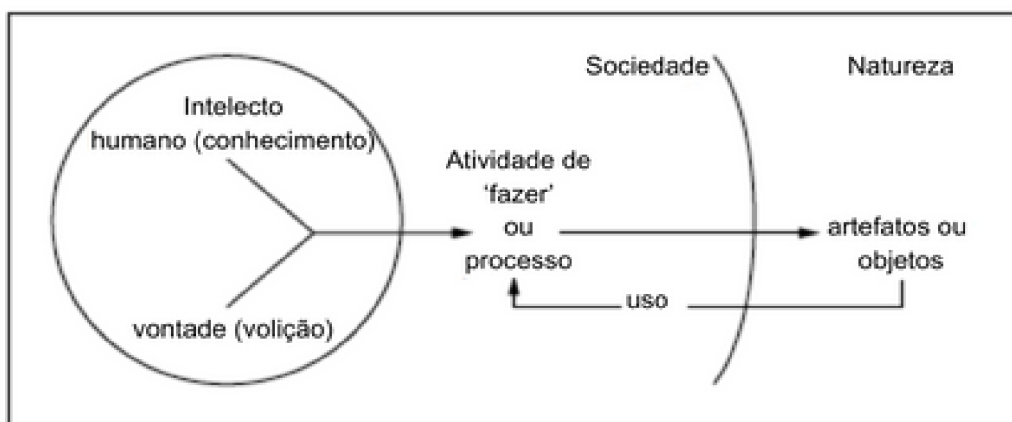 Intelecto
humano (conhecimento)
vontade (volição)
Atividade de
'fazer'
ou
processo
Sociedade
Natureza
artefatos ou
objetos
uso